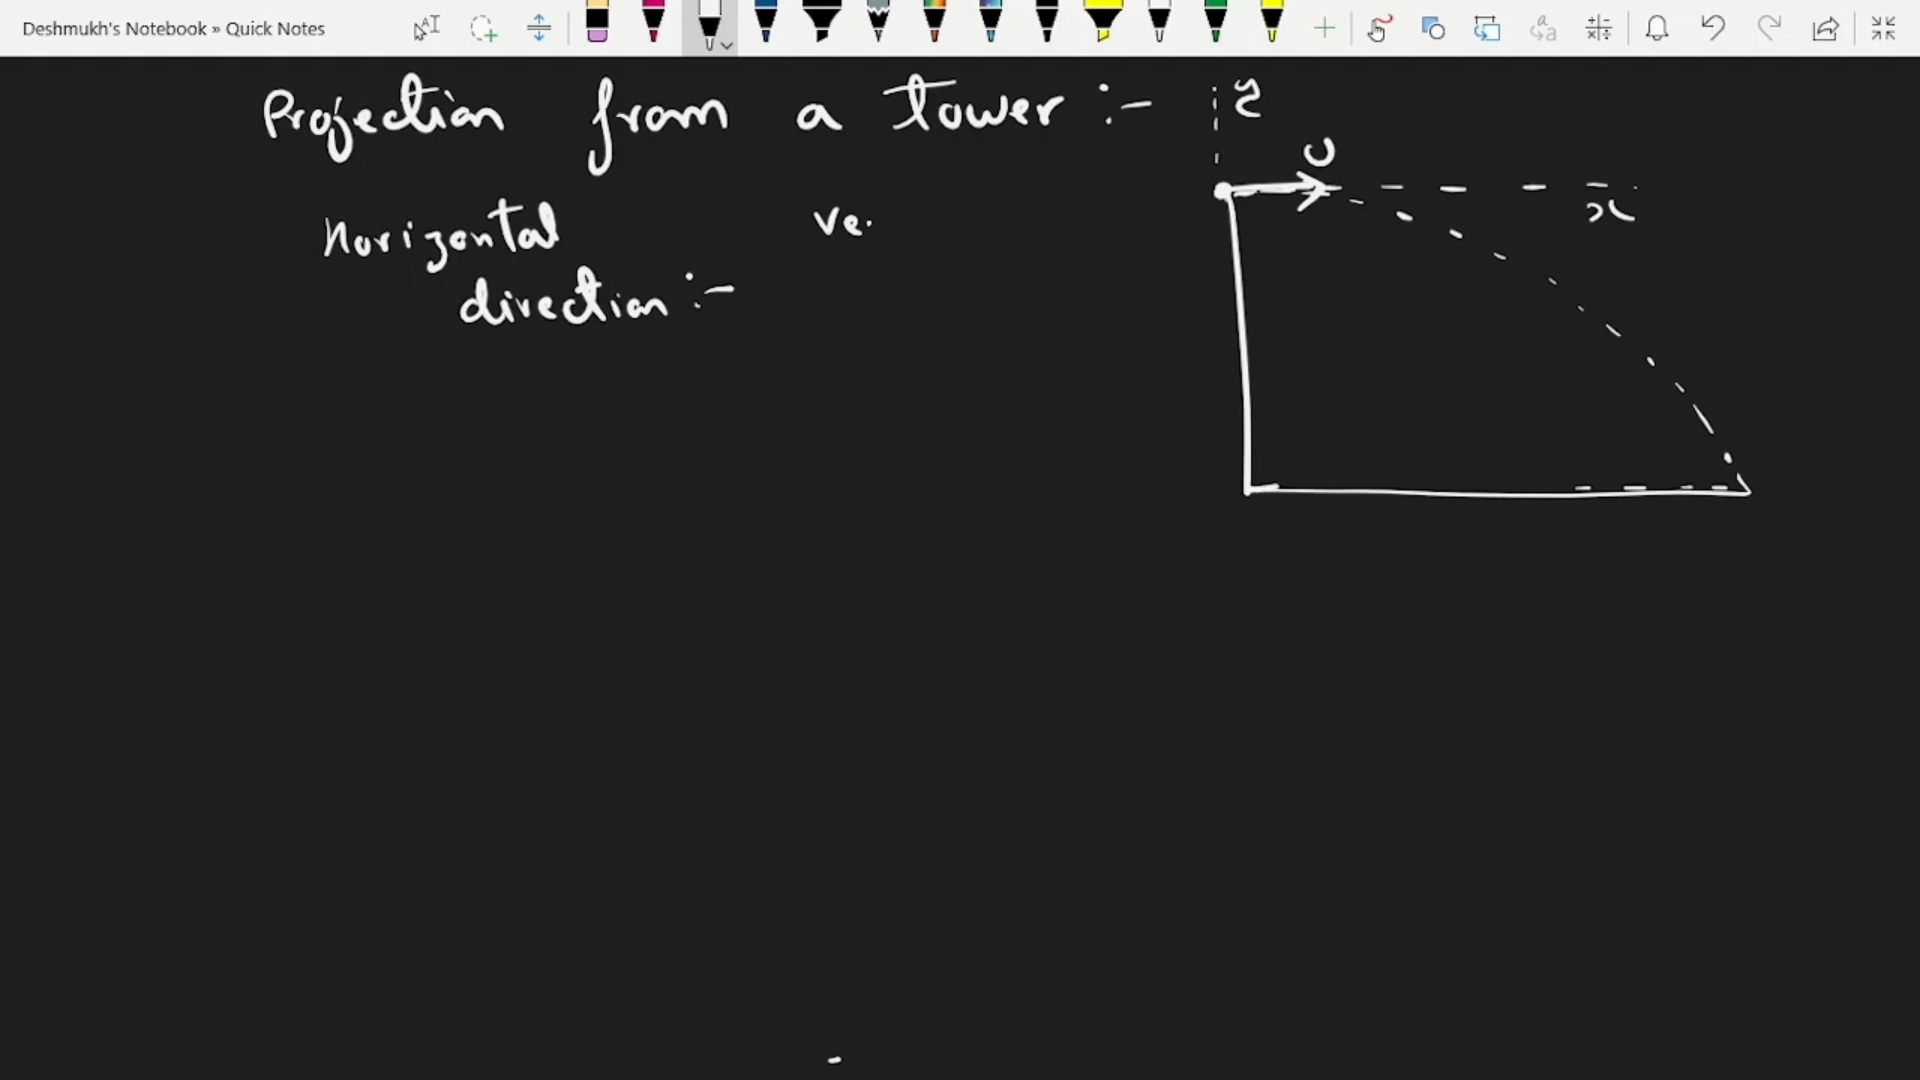 Deshmukh's Notebook » Quick Notes
Projection from a tower :-
Horizontal ve.
direction :-
y
U
x